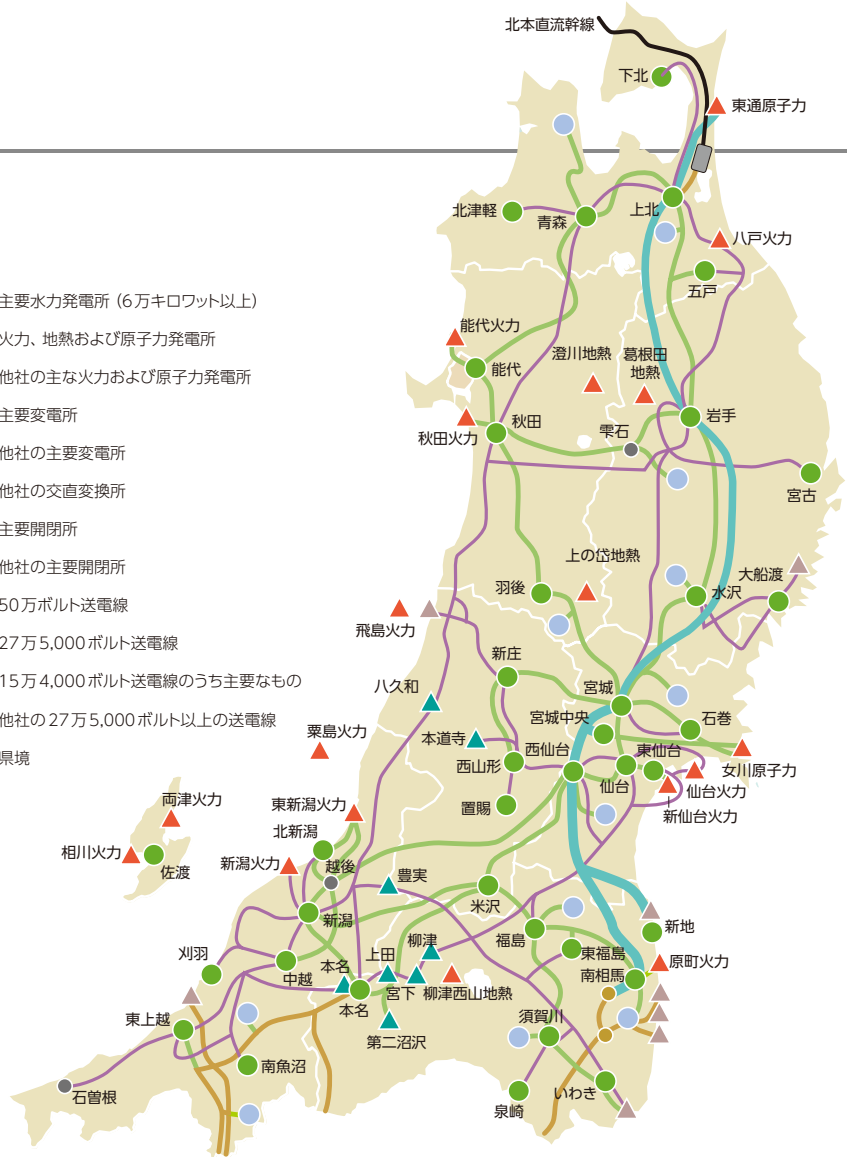 北本直流幹線
下北
東通原子力
北津軽
青森
上北
八戸火力
五戸
主要水力発電所（6万キロワット以上）
火力、地熱および原子力発電所
他社の主な火力および原子力発電所
主要変電所
他社の主要変電所
他社の交直変換所
主要開閉所
他社の主要開閉所
50万ボルト送電線
27万5,000ボルト送電線
15万4,000ボルト送電線のうち主要なもの
他社の27万5,000ボルト以上の送電線
県境
能代火力
能代
澄川地熱
葛根田
地熱
秋田
秋田火力
雫石
岩手
宮古
上の岱地熱
羽後
大船渡
水沢
飛島火力
新庄
八久和
宮城
宮城中央
石巻
粟島火力
本道寺
西仙台
東仙台
西山形
女川原子力
仙台
仙台火力
置賜
新仙台火力
両津火力
東新潟火力
北新潟
相川火力
佐渡
新潟火力
越後
豊実
米沢
新潟
福島
新地
刈羽
柳津
上田
東福島
原町火力
中越
本名
南相馬
宮下
柳津西山地熱
本名
東上越
第二沼沢
須賀川
南魚沼
石曽根
泉崎
いわき